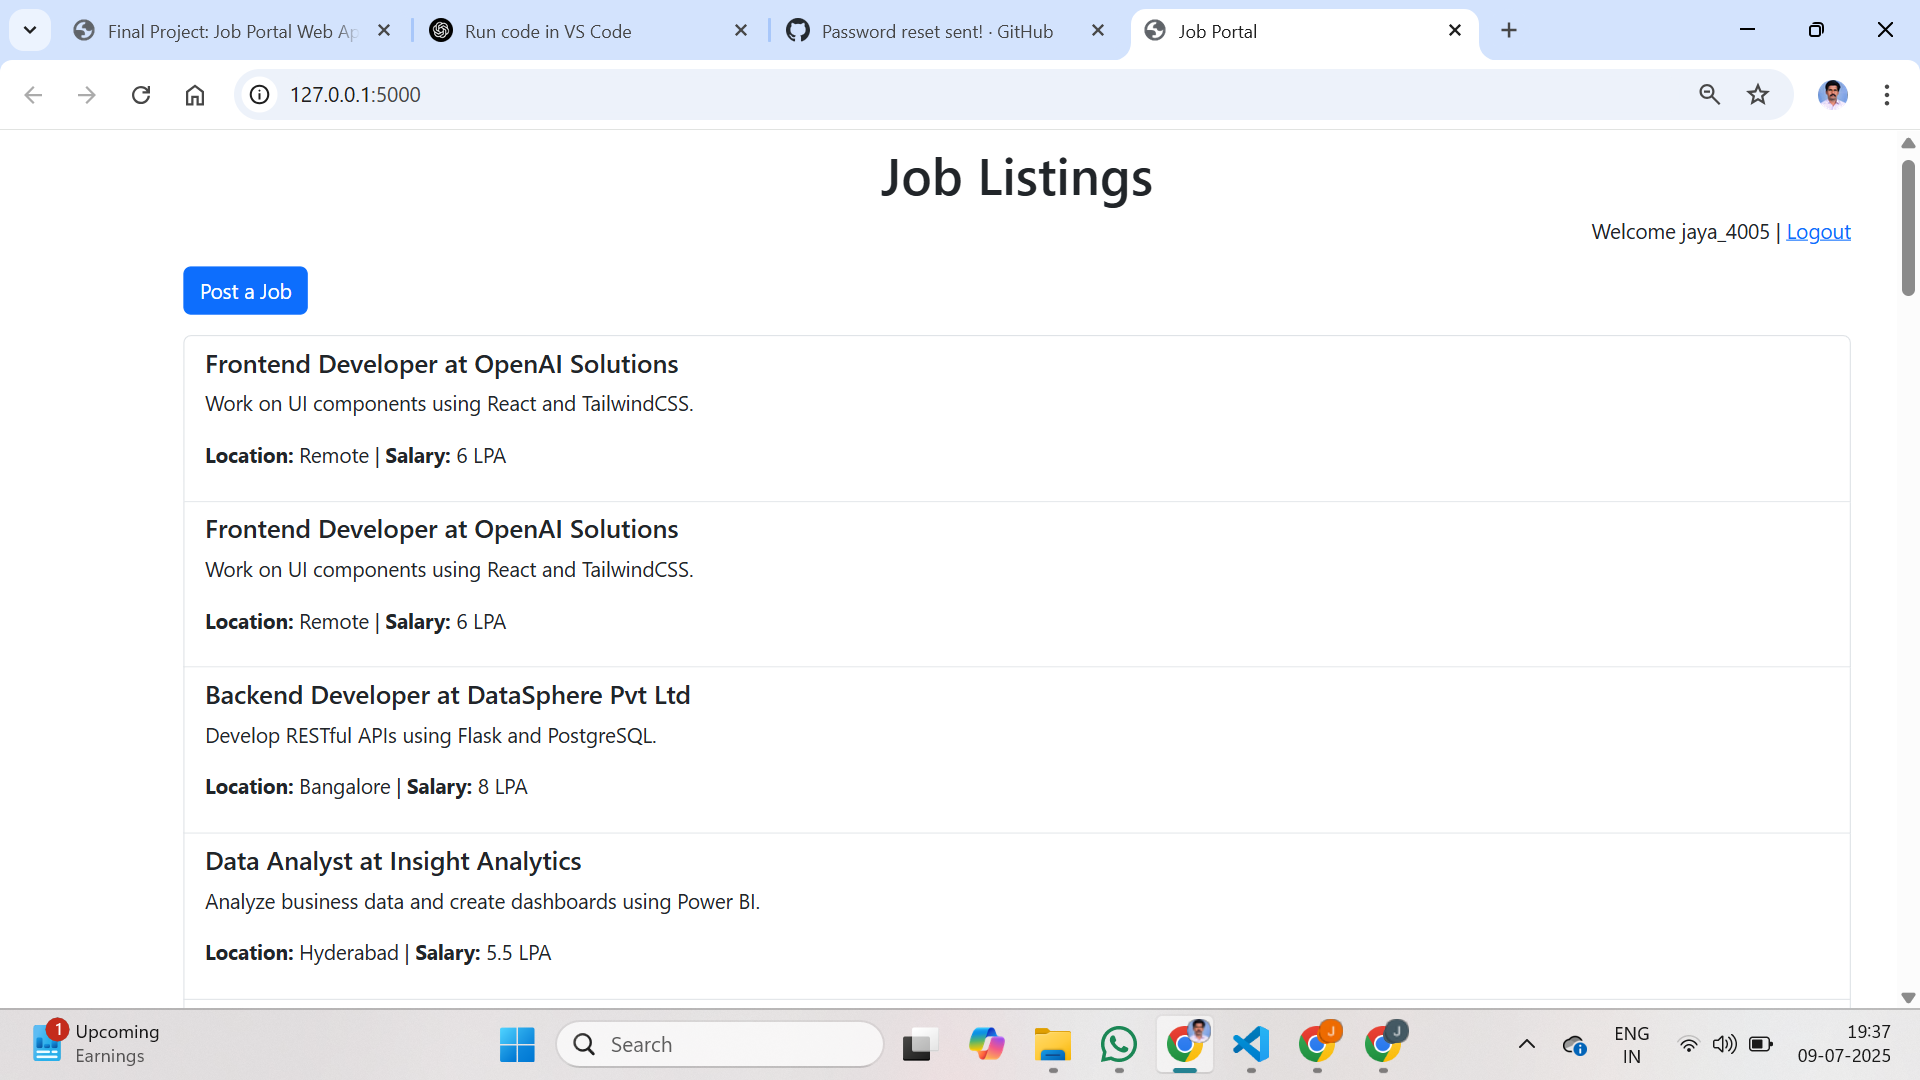 Final Project: Job Portal Web Ap
Run code in VS Code
Password reset sent! · GitHub
Job Portal
127.0.0.1:5000
Job Listings
Welcome jaya_4005 | Logout
Post a Job
Frontend Developer at OpenAI Solutions
Work on UI components using React and TailwindCSS.
Location: Remote | Salary: 6 LPA
Frontend Developer at OpenAI Solutions
Work on UI components using React and TailwindCSS.
Location: Remote | Salary: 6 LPA
Backend Developer at DataSphere Pvt Ltd
Develop RESTful APIs using Flask and PostgreSQL.
Location: Bangalore | Salary: 8 LPA
Data Analyst at Insight Analytics
Analyze business data and create dashboards using Power BI.
Location: Hyderabad | Salary: 5.5 LPA
1
Upcoming
Earnings
Search
J
J
ENG
IN
19:37
09-07-2025